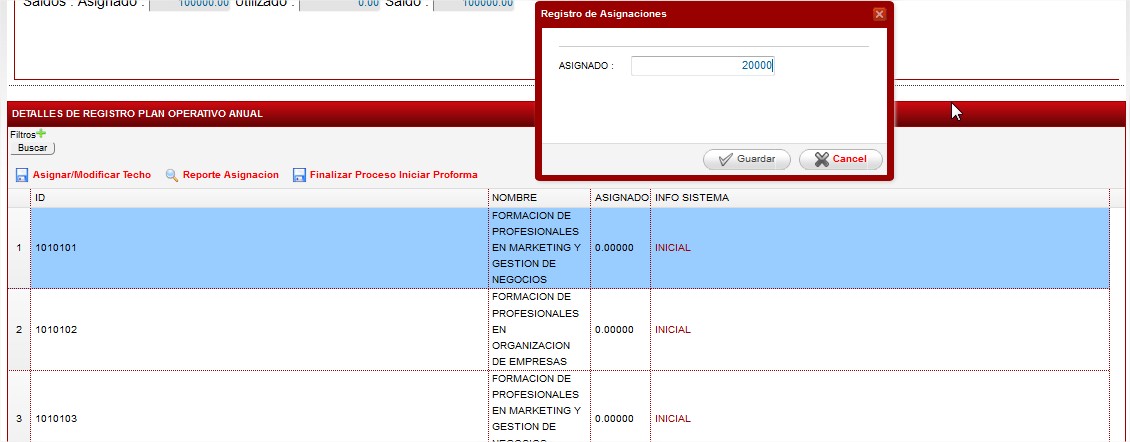 Saldos : Asignado : 100000.00 Utilizado : 0.00 Saldo : 100000.00
Registro de Asignaciones
ASIGNADO : 20000
Guardar Cancel
DETALLES DE REGISTRO PLAN OPERATIVO ANUAL
Filtros
Buscar
Asignar/Modificar Techo Reporte Asignacion Finalizar Proceso Iniciar Proforma
ID NOMBRE ASIGNADO INFO SISTEMA
FORMACION DE
PROFESIONALES
1 1010101 EN MARKETING Y 0.00000 INICIAL
GESTION DE
NEGOCIOS
FORMACION DE
PROFESIONALES
2 1010102 EN 0.00000 INICIAL
ORGANIZACION
DE EMPRESAS
FORMACION DE
PROFESIONALES
3 1010103 EN MARKETING Y 0.00000 INICIAL
GESTION DE
NEGOCIOS